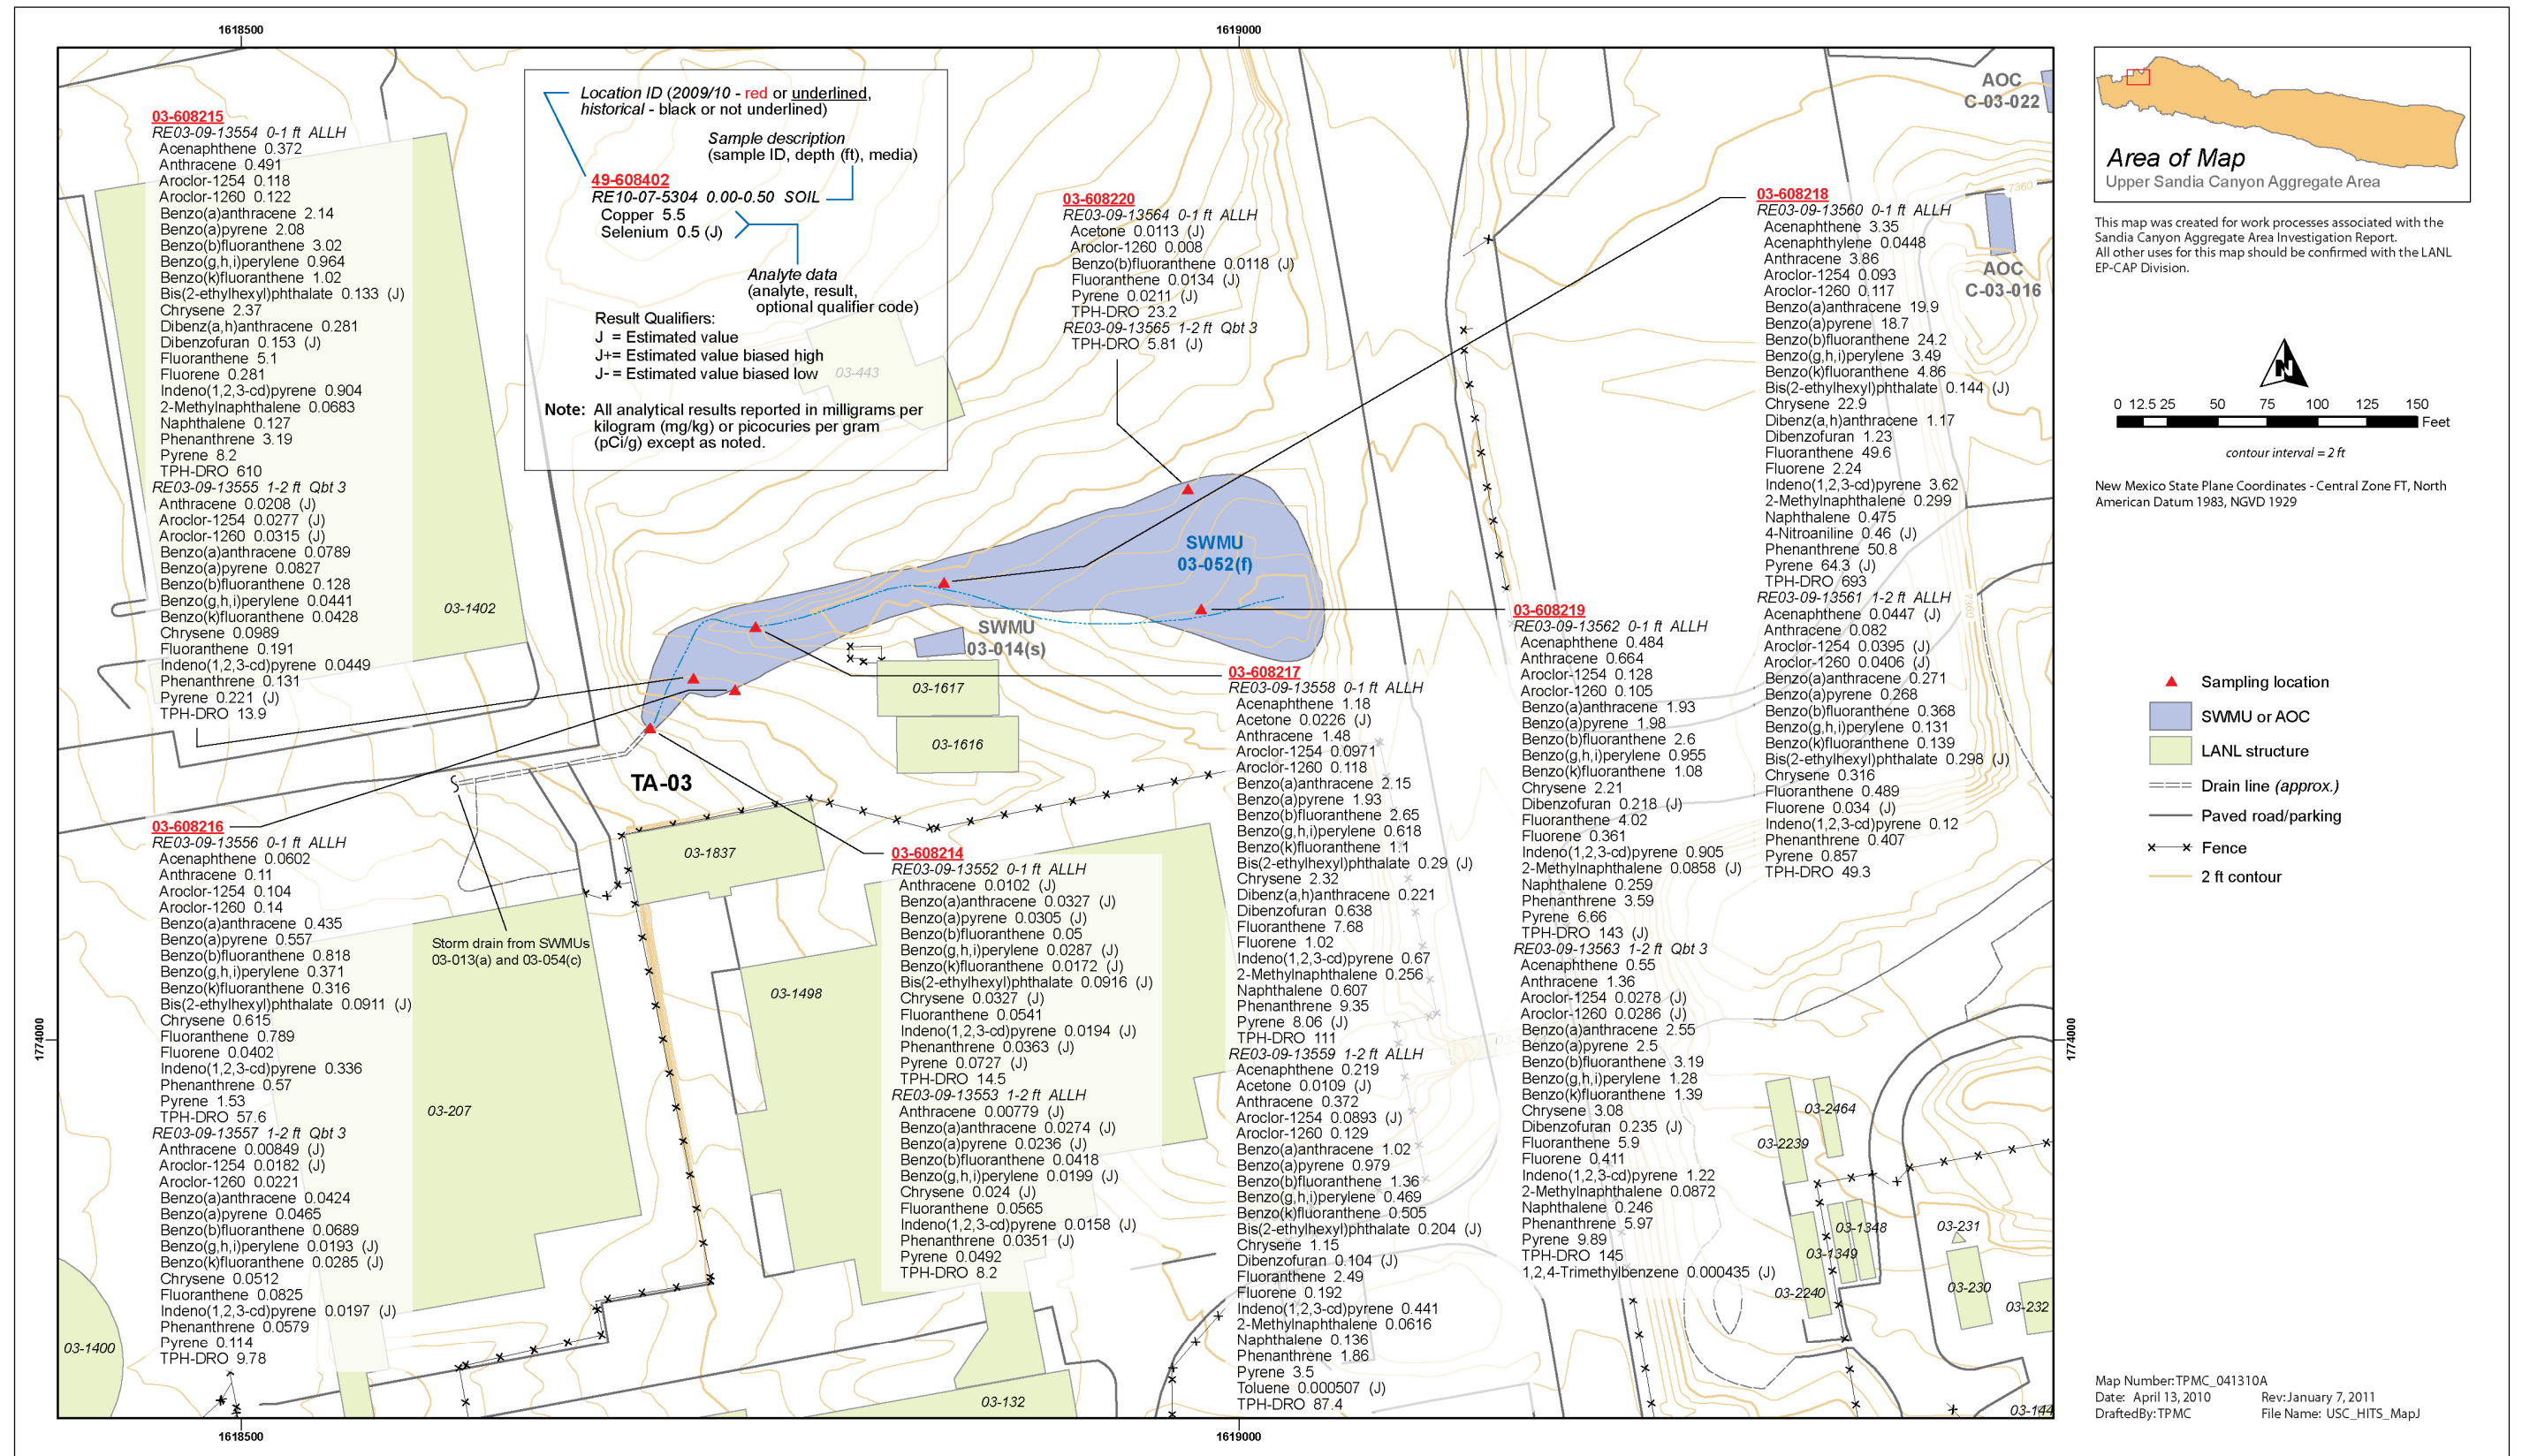 1618500
1619000
03-608215
RE03-09-13554 0-1 ft ALLH
Acenaphthene 0.372
Anthracene 0.491
Aroclor-1254 0.118
Aroclor-1260 0.122
Benzo(a)anthracene 2.14
Benzo(a)pyrene 2.08
Benzo(b)fluoranthene 3.02
Benzo(g,h,i)perylene 0.964
Benzo(k)fluoranthene 1.02
Bis(2-ethylhexyl)phthalate 0.133 (J)
Chrysene 2.37
Dibenz(a,h)anthracene 0.281
Dibenzofuran 0.153 (J)
Fluoranthene 5.1
Fluorene 0.281
Indeno(1,2,3-cd)pyrene 0.904
2-Methylnaphthalene 0.0683
Naphthalene 0.127
Phenanthrene 3.19
Pyrene 8.2
TPH-DRO 610
RE03-09-13555 1-2 ft Qbt 3
Anthracene 0.0208 (J)
Aroclor-1254 0.0277 (J)
Aroclor-1260 0.0315 (J)
Benzo(a)anthracene 0.0789
Benzo(a)pyrene 0.0827
Benzo(b)fluoranthene 0.128
Benzo(g,h,i)perylene 0.0441
Benzo(k)fluoranthene 0.0428
Chrysene 0.0989
Fluoranthene 0.191
Indeno(1,2,3-cd)pyrene 0.0449
Phenanthrene 0.131
Pyrene 0.221 (J)
TPH-DRO 13.9
03-1402
Location ID (2009/10 - red or underlined,
historical - black or not underlined)
Sample description
(sample ID, depth (ft), media)
49-608402
RE10-07-5304 0.00-0.50 SOIL
Copper 5.5
Selenium 0.5 (J)
Analyte data
(analyte, result,
optional qualifier code)
Result Qualifiers:
J = Estimated value
J+= Estimated value biased high
J- = Estimated value biased low
03-443
Note: All analytical results reported in milligrams per
kilogram (mg/kg) or picocuries per gram
(pCi/g) except as noted.
03-608220
RE03-09-13564 0-1 ft ALLH
Acetone 0.0113 (J)
Aroclor-1260 0.008
Benzo(b)fluoranthene 0.0118 (J)
Fluoranthene 0.0134 (J)
Pyrene 0.0211 (J)
TPH-DRO 23.2
RE03-09-13565 1-2 ft Qbt 3
TPH-DRO 5.81 (J)
03-608218
RE03-09-13560 0-1 ft ALLH
Acenaphthene 3.35
Acenaphthylene 0.0448
Anthracene 3.86
Aroclor-1254 0.093
Aroclor-1260 0.117
Benzo(a)anthracene 19.9
Benzo(a)pyrene 18.7
Benzo(b)fluoranthene 24.2
Benzo(g,h,i)perylene 3.49
Benzo(k)fluoranthene 4.86
Bis(2-ethylhexyl)phthalate 0.144 (J)
Chrysene 22.9
Dibenz(a,h)anthracene 1.17
Dibenzofuran 1.23
Fluoranthene 49.6
Fluorene 2.24
Indeno(1,2,3-cd)pyrene 3.62
2-Methylnaphthalene 0.299
Naphthalene 0.475
4-Nitroaniline 0.46 (J)
Phenanthrene 50.8
Pyrene 64.3 (J)
TPH-DRO 693
RE03-09-13561 1-2 ft ALLH
Acenaphthene 0.0447 (J)
Anthracene 0.082
Aroclor-1254 0.0395 (J)
Aroclor-1260 0.0406 (J)
Benzo(a)anthracene 0.271
Benzo(a)pyrene 0.268
Benzo(b)fluoranthene 0.368
Benzo(g,h,i)perylene 0.131
Benzo(k)fluoranthene 0.139
Bis(2-ethylhexyl)phthalate 0.298 (J)
Chrysene 0.316
Fluoranthene 0.489
Fluorene 0.034 (J)
Indeno(1,2,3-cd)pyrene 0.12
Phenanthrene 0.407
Pyrene 0.857
TPH-DRO 49.3
AOC
C-03-022
7360
AOC
C-03-016
7360
SWMU
03-052(f)
SWMU
03-014(s)
03-1617
03-1616
TA-03
03-1837
03-1498
03-207
03-1400
03-132
Storm drain from SWMUs
03-013(a) and 03-054(c)
03-608216
RE03-09-13556 0-1 ft ALLH
Acenaphthene 0.0602
Anthracene 0.11
Aroclor-1254 0.104
Aroclor-1260 0.14
Benzo(a)anthracene 0.435
Benzo(a)pyrene 0.557
Benzo(b)fluoranthene 0.818
Benzo(g,h,i)perylene 0.371
Benzo(k)fluoranthene 0.316
Bis(2-ethylhexyl)phthalate 0.0911 (J)
Chrysene 0.615
Fluoranthene 0.789
Fluorene 0.0402
Indeno(1,2,3-cd)pyrene 0.336
Phenanthrene 0.57
Pyrene 1.53
TPH-DRO 57.6
RE03-09-13557 1-2 ft Qbt 3
Anthracene 0.00849 (J)
Aroclor-1254 0.0182 (J)
Aroclor-1260 0.0221
Benzo(a)anthracene 0.0424
Benzo(a)pyrene 0.0465
Benzo(b)fluoranthene 0.0689
Benzo(g,h,i)perylene 0.0193 (J)
Benzo(k)fluoranthene 0.0285 (J)
Chrysene 0.0512
Fluoranthene 0.0825
Indeno(1,2,3-cd)pyrene 0.0197 (J)
Phenanthrene 0.0579
Pyrene 0.114
TPH-DRO 9.78
03-608214
RE03-09-13552 0-1 ft ALLH
Anthracene 0.0102 (J)
Benzo(a)anthracene 0.0327 (J)
Benzo(a)pyrene 0.0305 (J)
Benzo(b)fluoranthene 0.05
Benzo(g,h,i)perylene 0.0287 (J)
Benzo(k)fluoranthene 0.0172 (J)
Bis(2-ethylhexyl)phthalate 0.0916 (J)
Chrysene 0.0327 (J)
Fluoranthene 0.0541
Indeno(1,2,3-cd)pyrene 0.0194 (J)
Phenanthrene 0.0363 (J)
Pyrene 0.0727 (J)
TPH-DRO 14.5
RE03-09-13553 1-2 ft ALLH
Anthracene 0.00779 (J)
Benzo(a)anthracene 0.0274 (J)
Benzo(a)pyrene 0.0236 (J)
Benzo(b)fluoranthene 0.0418
Benzo(g,h,i)perylene 0.0199 (J)
Chrysene 0.024 (J)
Fluoranthene 0.0565
Indeno(1,2,3-cd)pyrene 0.0158 (J)
Phenanthrene 0.0351 (J)
Pyrene 0.0492
TPH-DRO 8.2
03-608217
RE03-09-13558 0-1 ft ALLH
Acenaphthene 1.18
Acetone 0.0226 (J)
Anthracene 1.48
Aroclor-1254 0.0971
Aroclor-1260 0.118
Benzo(a)anthracene 2.15
Benzo(a)pyrene 1.93
Benzo(b)fluoranthene 2.65
Benzo(g,h,i)perylene 0.618
Benzo(k)fluoranthene 1.1
Bis(2-ethylhexyl)phthalate 0.29 (J)
Chrysene 2.32
Dibenz(a,h)anthracene 0.221
Dibenzofuran 0.638
Fluoranthene 7.68
Fluorene 1.02
Indeno(1,2,3-cd)pyrene 0.67
2-Methylnaphthalene 0.256
Naphthalene 0.607
Phenanthrene 9.35
Pyrene 8.06 (J)
TPH-DRO 111
RE03-09-13559 1-2 ft ALLH
Acenaphthene 0.219
Acetone 0.0109 (J)
Anthracene 0.372
Aroclor-1254 0.0893 (J)
Aroclor-1260 0.129
Benzo(a)anthracene 1.02
Benzo(a)pyrene 0.979
Benzo(b)fluoranthene 1.36
Benzo(g,h,i)perylene 0.469
Benzo(k)fluoranthene 0.505
Bis(2-ethylhexyl)phthalate 0.204 (J)
Chrysene 1.15
Dibenzofuran 0.104 (J)
Fluoranthene 2.49
Fluorene 0.192
Indeno(1,2,3-cd)pyrene 0.441
2-Methylnaphthalene 0.0616
Naphthalene 0.136
Phenanthrene 1.86
Pyrene 3.5
Toluene 0.000507 (J)
TPH-DRO 87.4
03-608219
RE03-09-13562 0-1 ft ALLH
Acenaphthene 0.484
Anthracene 0.664
Aroclor-1254 0.128
Aroclor-1260 0.105
Benzo(a)anthracene 1.93
Benzo(a)pyrene 1.98
Benzo(b)fluoranthene 2.6
Benzo(g,h,i)perylene 0.955
Benzo(k)fluoranthene 1.08
Chrysene 2.21
Dibenzofuran 0.218 (J)
Fluoranthene 4.02
Fluorene 0.361
Indeno(1,2,3-cd)pyrene 0.905
2-Methylnaphthalene 0.0858 (J)
Naphthalene 0.259
Phenanthrene 3.59
Pyrene 6.66
TPH-DRO 143 (J)
RE03-09-13563 1-2 ft Qbt 3
Acenaphthene 0.55
Anthracene 1.36
Aroclor-1254 0.0278 (J)
Aroclor-1260 0.0286 (J)
Benzo(a)anthracene 2.55
Benzo(a)pyrene 2.5
Benzo(b)fluoranthene 3.19
Benzo(g,h,i)perylene 1.28
Benzo(k)fluoranthene 1.39
Chrysene 3.08
Dibenzofuran 0.235 (J)
Fluoranthene 5.9
Fluorene 0.411
Indeno(1,2,3-cd)pyrene 1.22
2-Methylnaphthalene 0.0872
Naphthalene 0.246
Phenanthrene 5.97
Pyrene 9.89
TPH-DRO 145
1,2,4-Trimethylbenzene 0.000435 (J)
03-2464
03-2239
03-1348
03-1349
03-2240
03-231
03-230
03-232
03-144
1774000
1774000
1618500
1619000
Area of Map
Upper Sandia Canyon Aggregate Area
This map was created for work processes associated with the
Sandia Canyon Aggregate Area Investigation Report.
All other uses for this map should be confirmed with the LANL
EP-CAP Division.
N
0 12.5 25 50 75 100 125 150
Feet
contour interval = 2 ft
New Mexico State Plane Coordinates - Central Zone FT, North
American Datum 1983, NGVD 1929
Sampling location
SWMU or AOC
LANL structure
Drain line (approx.)
Paved road/parking
Fence
2 ft contour
Map Number: TPMC_041310A
Date: April 13, 2010 Rev: January 7, 2011
DraftedBy: TPMC File Name: USC_HITS_MapJ